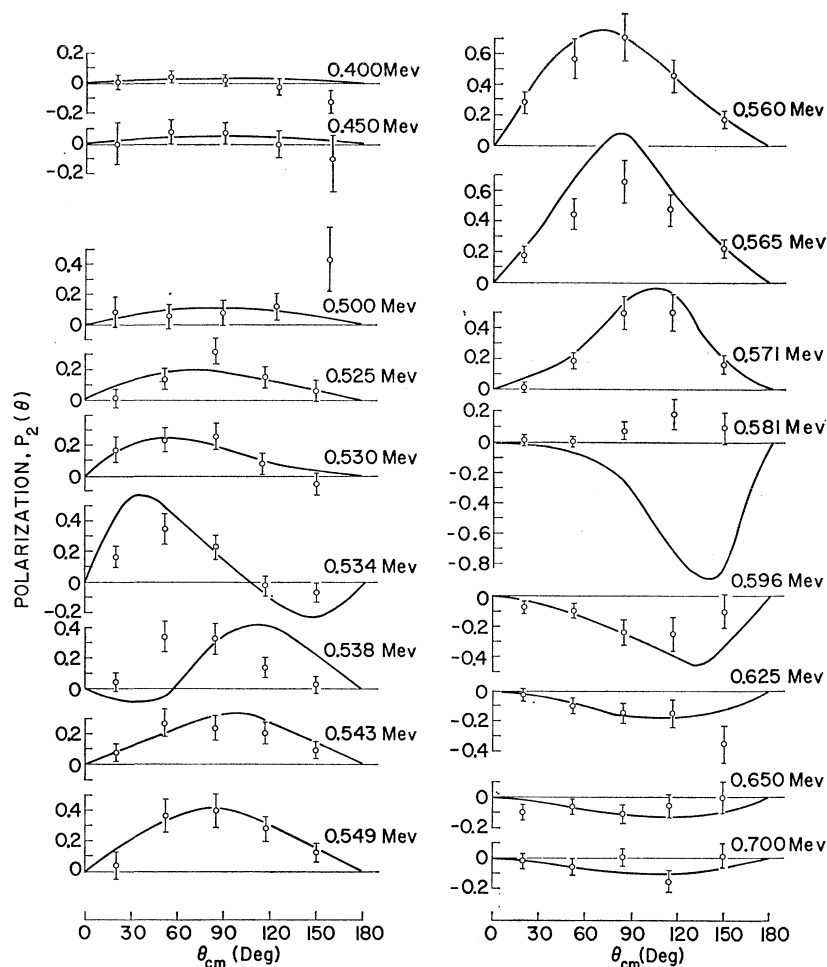 POLARIZATION, P₂(θ)
0.2
0
-0.2
0.400 Mev
0
-0.2
0.450 Mev
0.4
0.2
0
0.500 Mev
0.2
0
0.525 Mev
0.2
0
0.530 Mev
0.4
0.2
0
-0.2
0.534 Mev
0.4
0.2
0
0.538 Mev
0.2
0
0.543 Mev
0.4
0.2
0
0.549 Mev
0 30 60 90 120 150 180
θcm (Deg)
0.6
0.4
0.2
0
0.560 Mev
0.6
0.4
0.2
0
0.565 Mev
0.4
0.2
0
0.571 Mev
0.2
0
-0.2
-0.4
-0.6
-0.8
0.581 Mev
0
-0.2
-0.4
0.596 Mev
0
-0.2
-0.4
0.625 Mev
0
-0.2
0.650 Mev
0
-0.2
0.700 Mev
0 30 60 90 120 150 180
θcm (Deg)